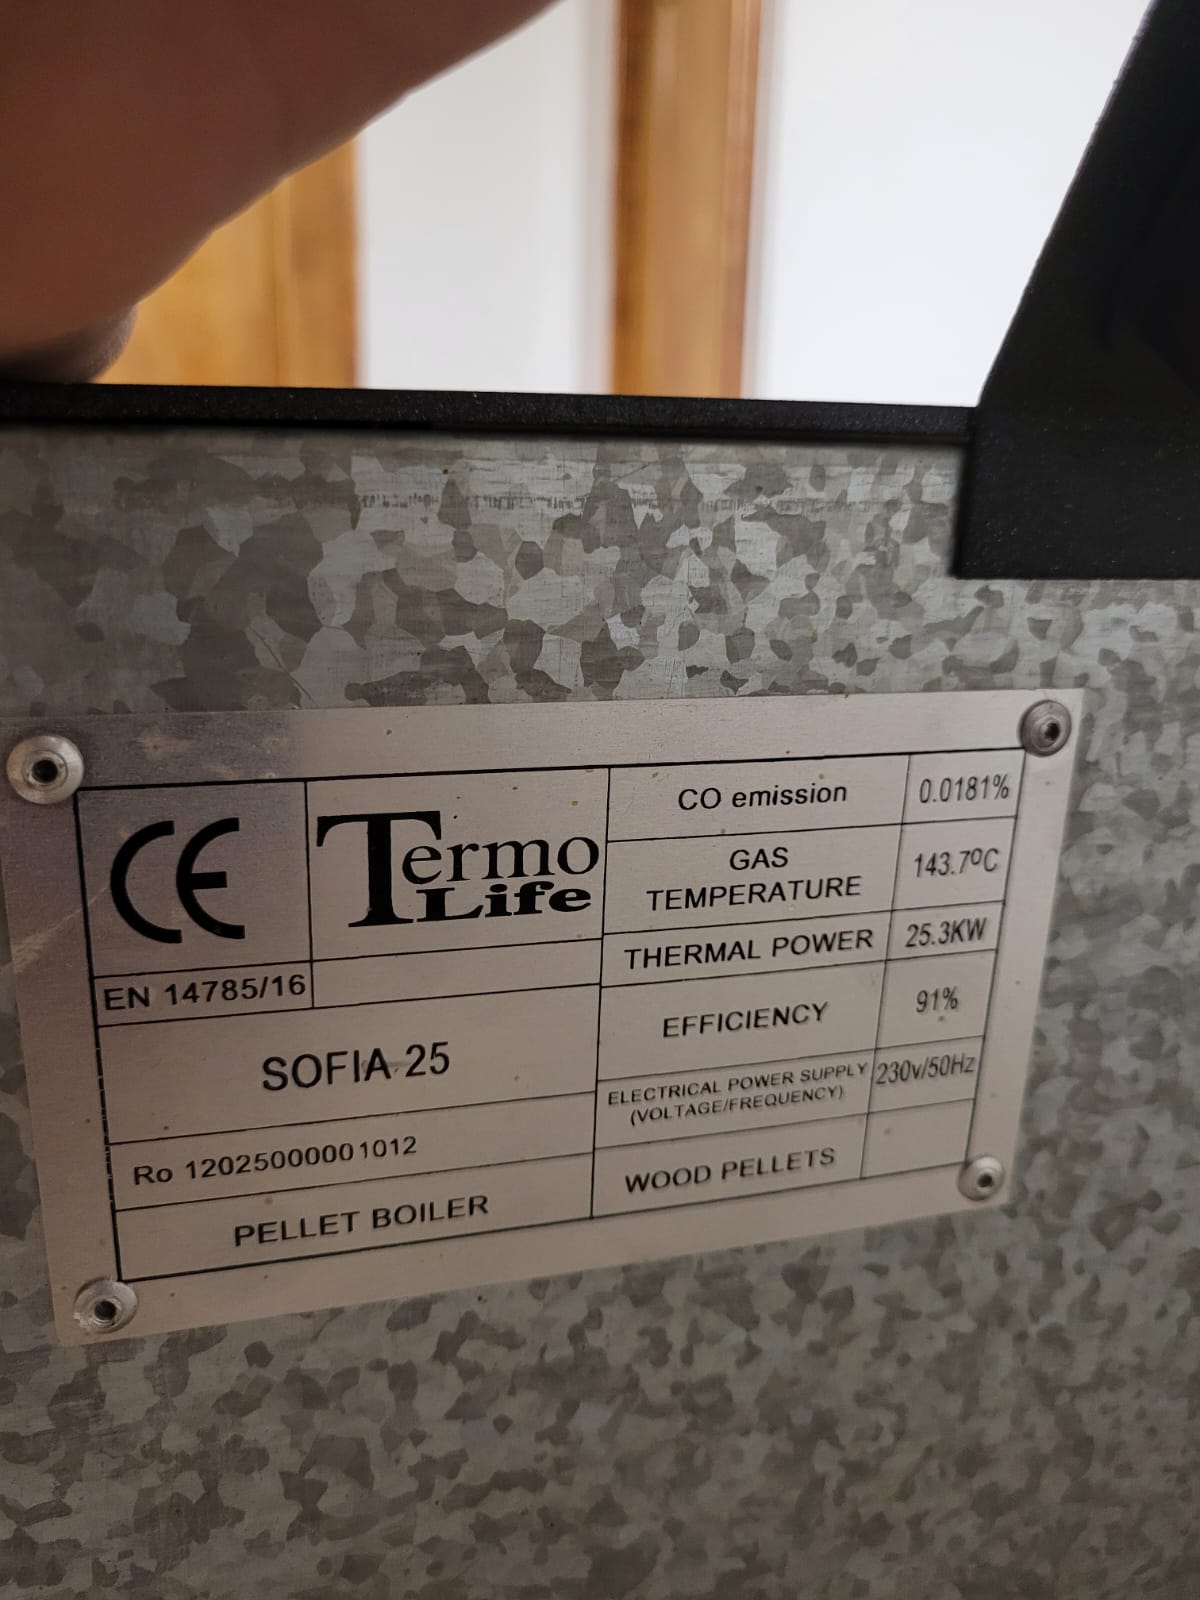 CE
Termo
Life
EN 14785/16
SOFIA 25
Ro 12025000001012
PELLET BOILER
CO emission 0.0181%
GAS
TEMPERATURE 143.7ºC
THERMAL POWER 25.3KW
EFFICIENCY 91%
ELECTRICAL POWER SUPPLY
(VOLTAGE/FREQUENCY) 230v/50Hz
WOOD PELLETS